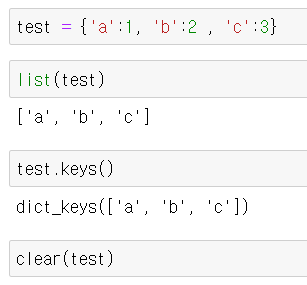 test = {'a':1, 'b':2 , 'c':3}
list(test)
['a', 'b', 'c']
test.keys()
dict_keys(['a', 'b', 'c'])
clear(test)